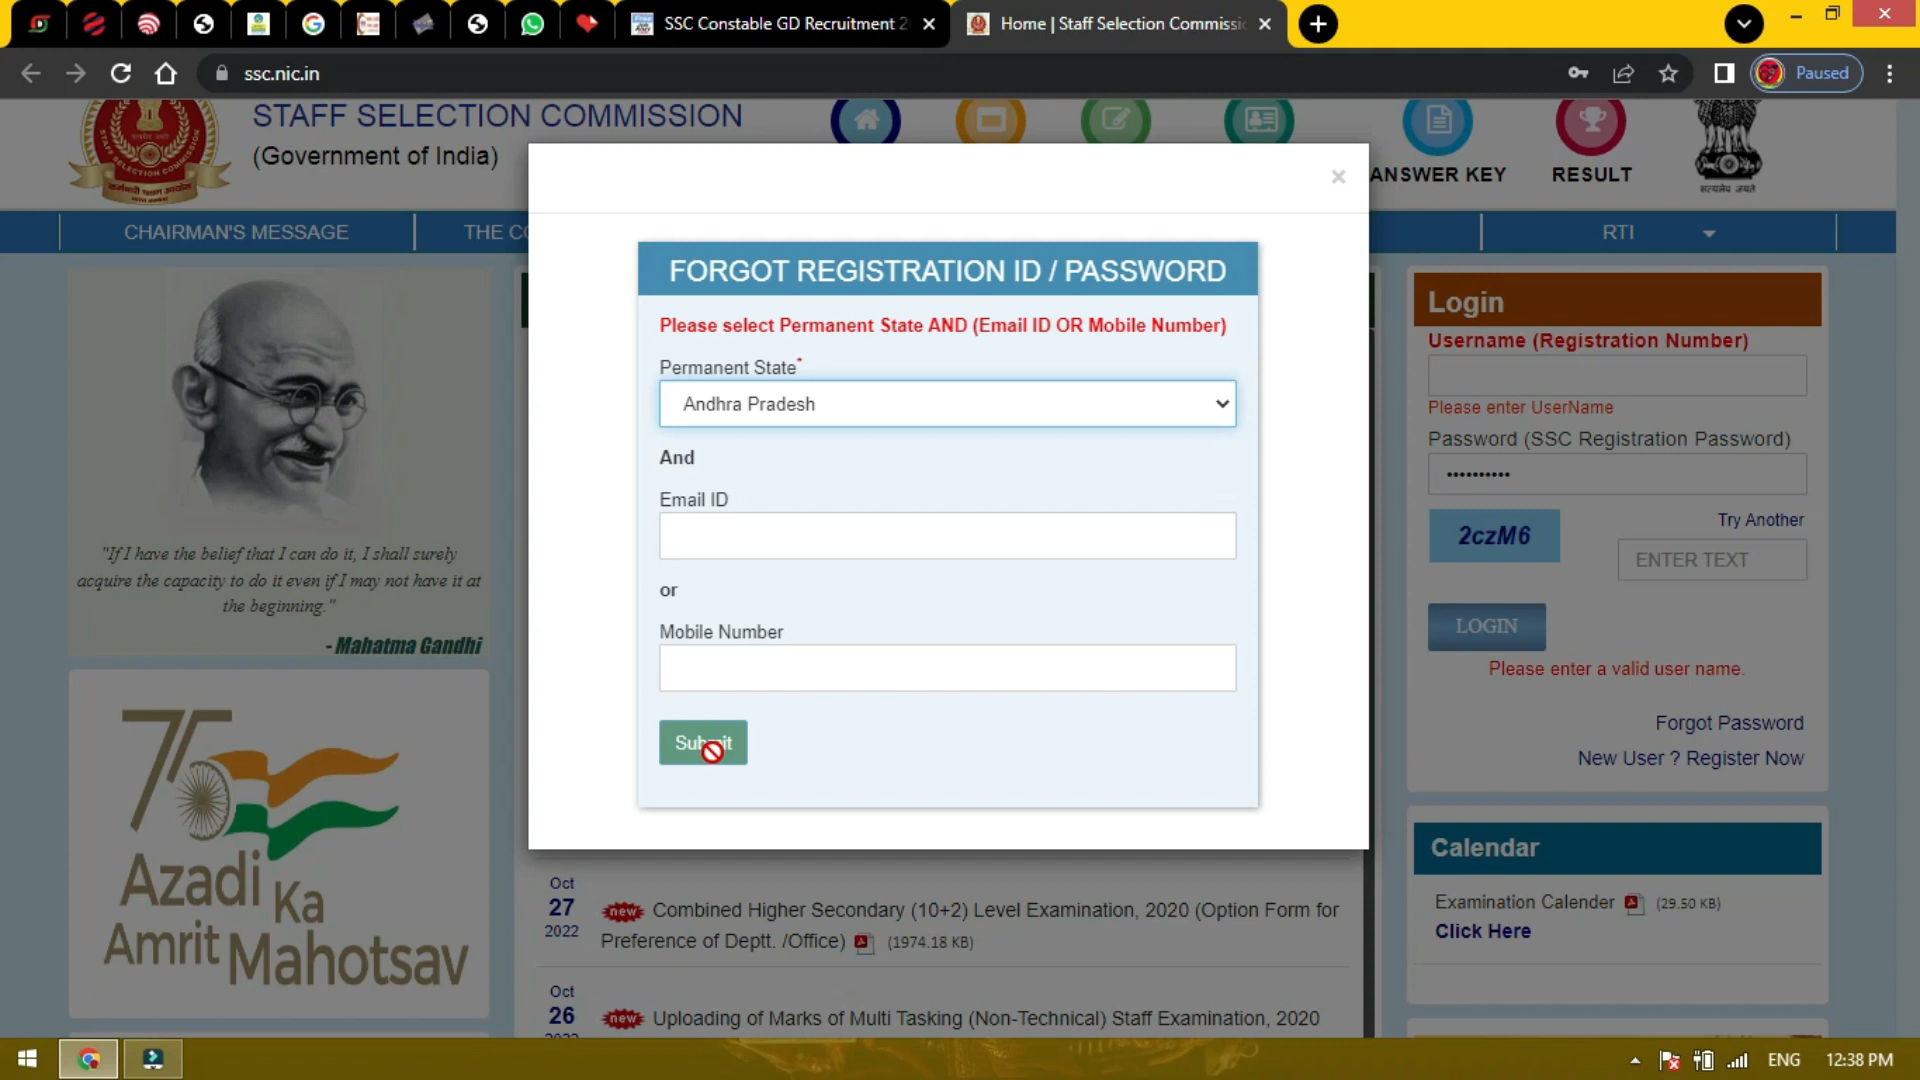 SSC Constable GD Recruitment 2
Home | Staff Selection Commissi
ssc.nic.in
Paused
STAFF SELECTION COMMISSION
(Government of India)
ANSWER KEY
RESULT
सत्यमेव जयते
CHAIRMAN'S MESSAGE
THE CO
RTI
FORGOT REGISTRATION ID / PASSWORD
Please select Permanent State AND (Email ID OR Mobile Number)
Permanent State*
Andhra Pradesh
And
Email ID
or
Mobile Number
Submit
"If I have the belief that I can do it, I shall surely
acquire the capacity to do it even if I may not have it at
the beginning."
- Mahatma Gandhi
75
Azadi Ka
Amrit Mahotsav
Login
Username (Registration Number)
Please enter UserName
Password (SSC Registration Password)
••••••••••
Try Another
2czM6
ENTER TEXT
LOGIN
Please enter a valid user name.
Forgot Password
New User ? Register Now
Calendar
Examination Calender (29.50 KB)
Click Here
Oct
27
2022
new Combined Higher Secondary (10+2) Level Examination, 2020 (Option Form for
Preference of Deptt. /Office) (1974.18 KB)
Oct
26
new Uploading of Marks of Multi Tasking (Non-Technical) Staff Examination, 2020
ENG
12:38 PM